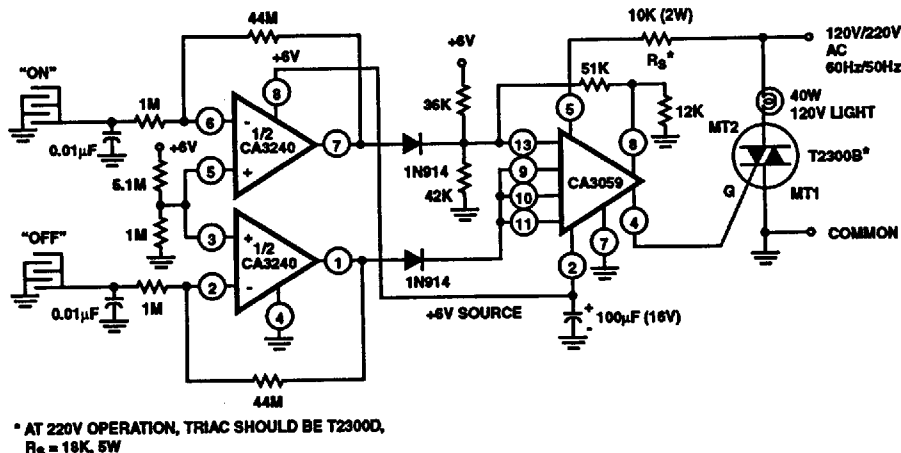 44M
10K (2W)
+6V
+6V
120V/220V
AC
60Hz/50Hz
"ON"
RS*
51K
8
1M
36K
5
40W
120V LIGHT
6
-
12K
MT2
1/2
CA3240
7
13
8
0.01µF
+6V
1N914
9
T2300B*
5
+
CA3059
5.1M
42K
10
G
MT1
11
4
"OFF"
1M
3
+
7
COMMON
1/2
CA3240
1
2
2
-
1N914
0.01µF
1M
4
+6V SOURCE
+
-
100µF (16V)
44M
* AT 220V OPERATION, TRIAC SHOULD BE T2300D,
RS = 18K, 5W